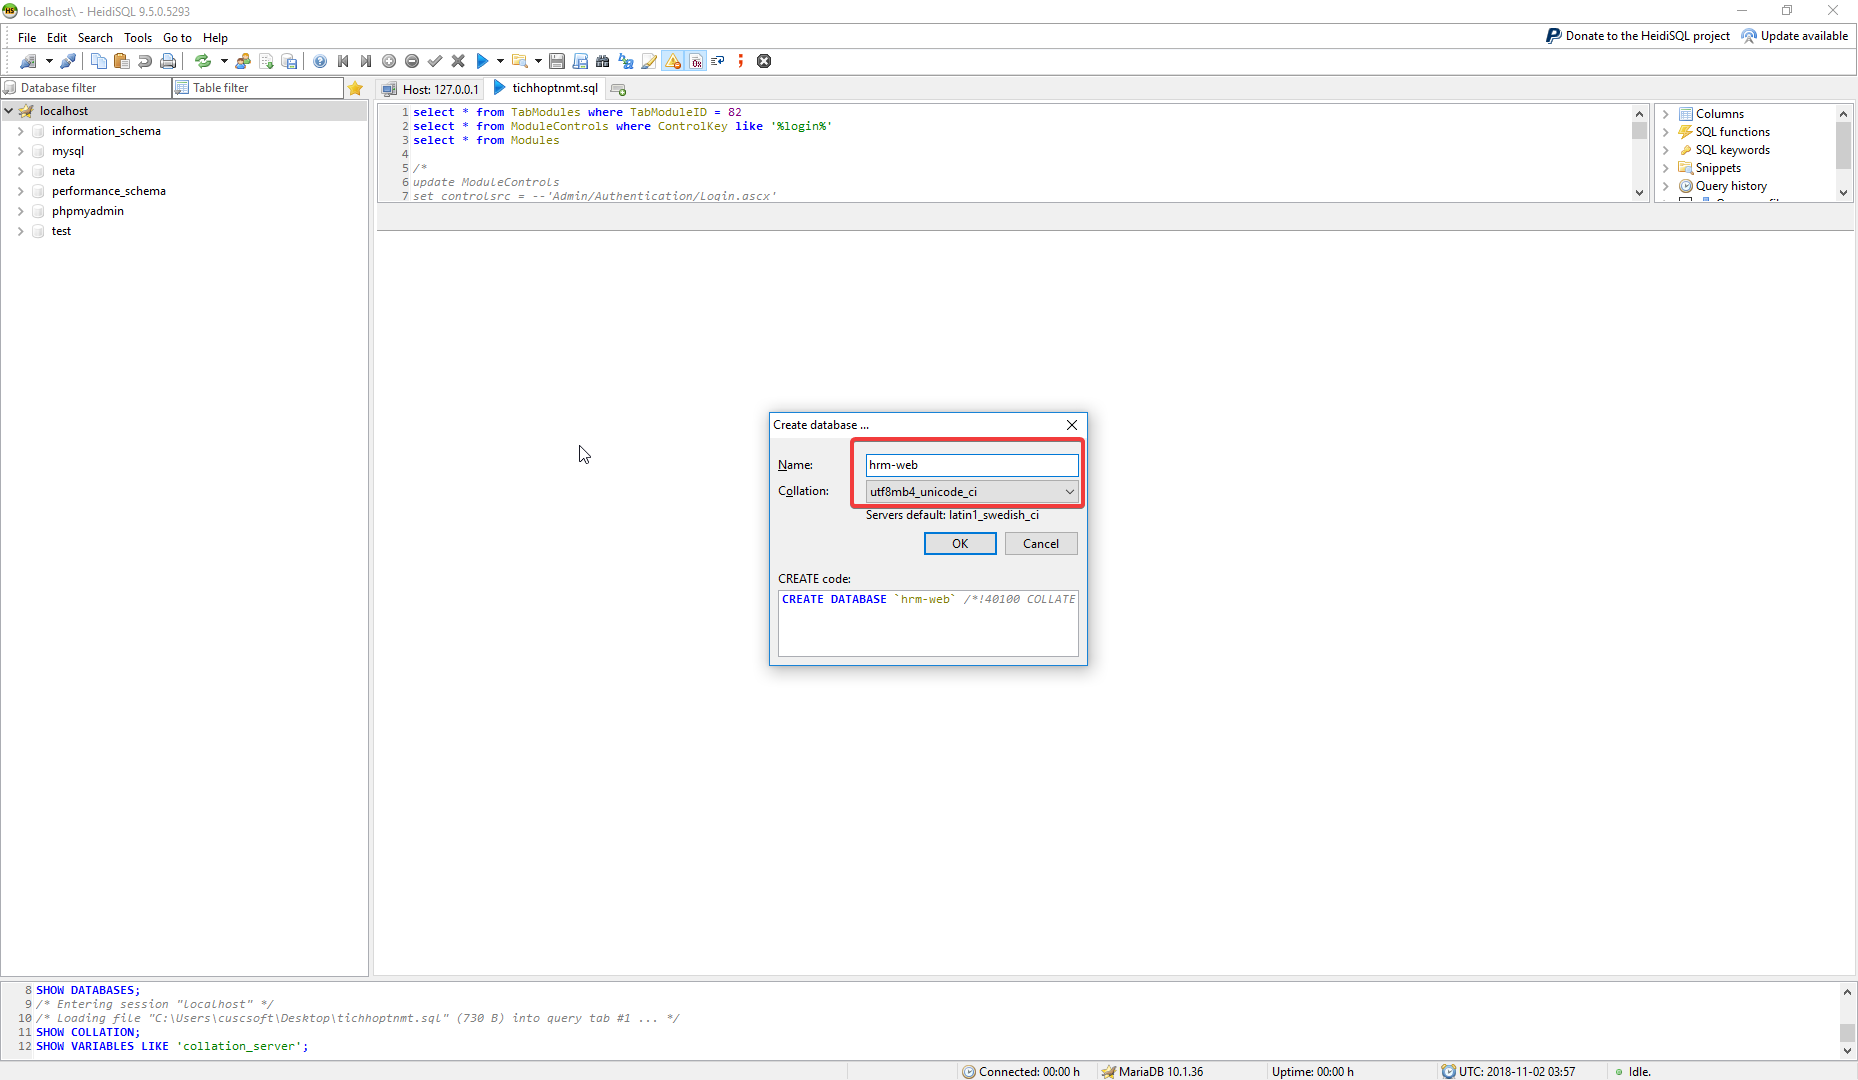 localhost\ - HeidiSQL 9.5.0.5293
File Edit Search Tools Go to Help
Donate to the HeidiSQL project Update available
Database filter Table filter
Host: 127.0.0.1 tichhoptnmt.sql
localhost
information_schema
mysql
neta
performance_schema
phpmyadmin
test
1 select * from TabModules where TabModuleID = 82
2 select * from ModuleControls where ControlKey like '%login%'
3 select * from Modules
4
5 /*
6 update ModuleControls
7 set controlsrc = --'Admin/Authentication/Login.ascx'
Columns
SQL functions
SQL keywords
Snippets
Query history
Create database ...
Name: hrm-web
Collation: utf8mb4_unicode_ci
Servers default: latin1_swedish_ci
OK Cancel
CREATE code:
CREATE DATABASE `hrm-web` /*!40100 COLLATE
8 SHOW DATABASES;
9 /* Entering session "localhost" */
10 /* Loading file "C:\Users\cuscsoft\Desktop\tichhoptnmt.sql" (730 B) into query tab #1 ... */
11 SHOW COLLATION;
12 SHOW VARIABLES LIKE 'collation_server';
Connected: 00:00 h MariaDB 10.1.36 Uptime: 00:00 h UTC: 2018-11-02 03:57 Idle.